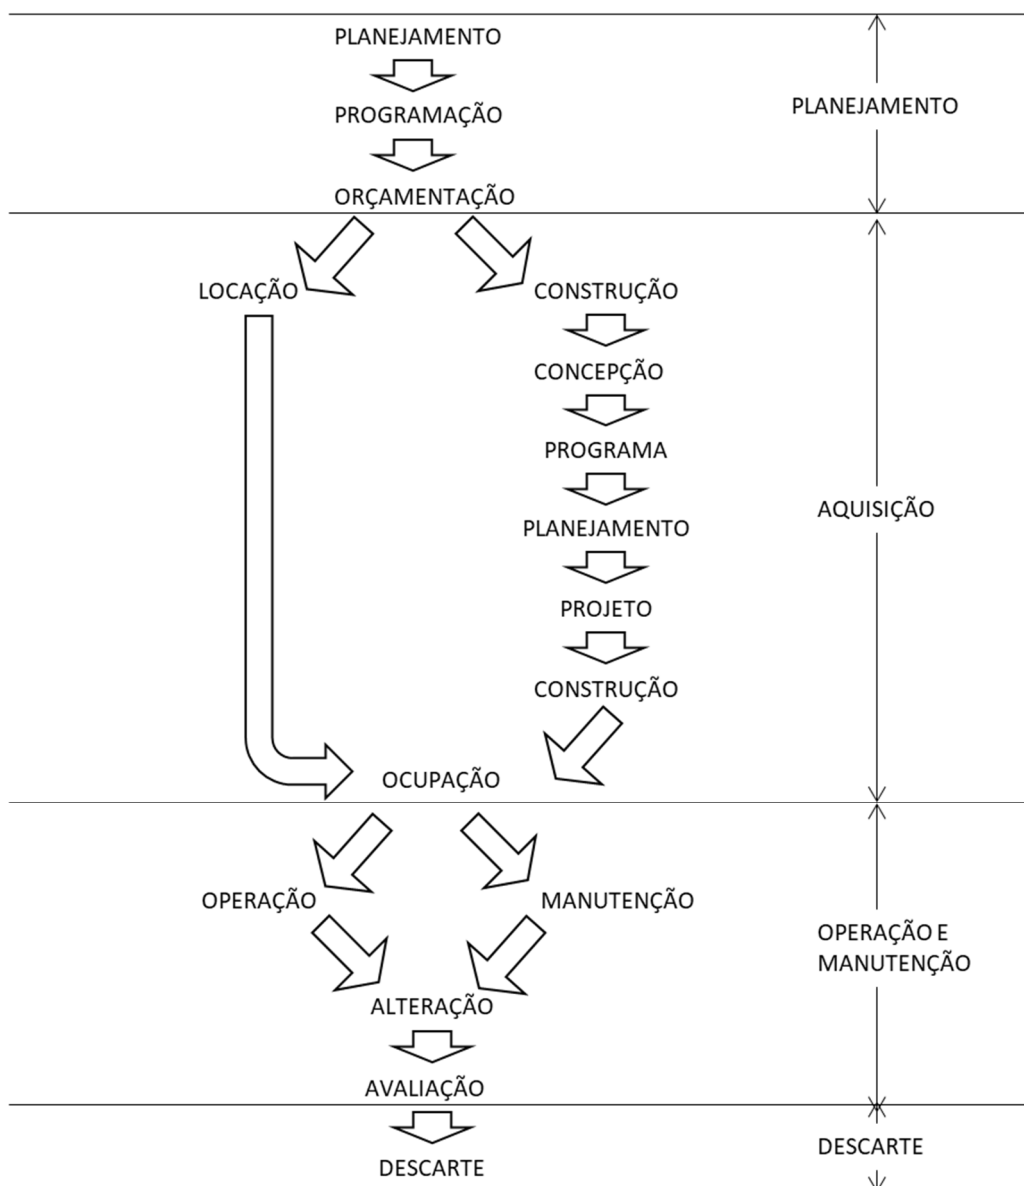 PLANEJAMENTO
PROGRAMAÇÃO
PLANEJAMENTO
ORÇAMENTAÇÃO
LOCAÇÃO
CONSTRUÇÃO
CONCEPÇÃO
PROGRAMA
AQUISIÇÃO
PLANEJAMENTO
PROJETO
CONSTRUÇÃO
OCUPAÇÃO
OPERAÇÃO
MANUTENÇÃO
OPERAÇÃO E
MANUTENÇÃO
ALTERAÇÃO
AVALIAÇÃO
DESCARTE
DESCARTE